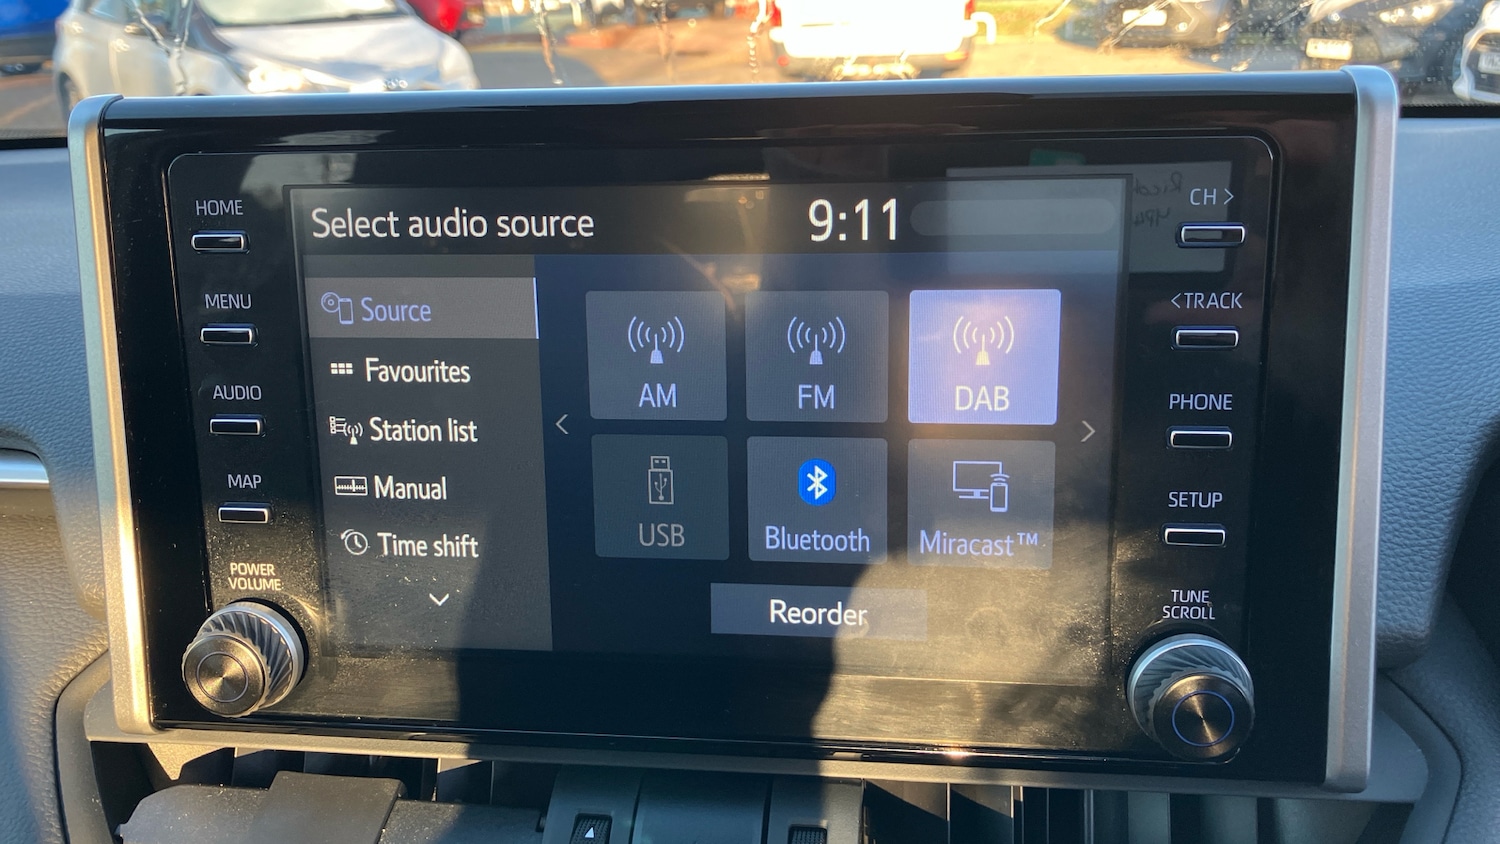 HOME
MENU
AUDIO
MAP
POWER
VOLUME
Select audio source
9:11
Source
Favourites
Station list
Manual
Time shift
AM
FM
DAB
USB
Bluetooth
Miracast™
Reorder
CH >
< TRACK
PHONE
SETUP
TUNE
SCROLL